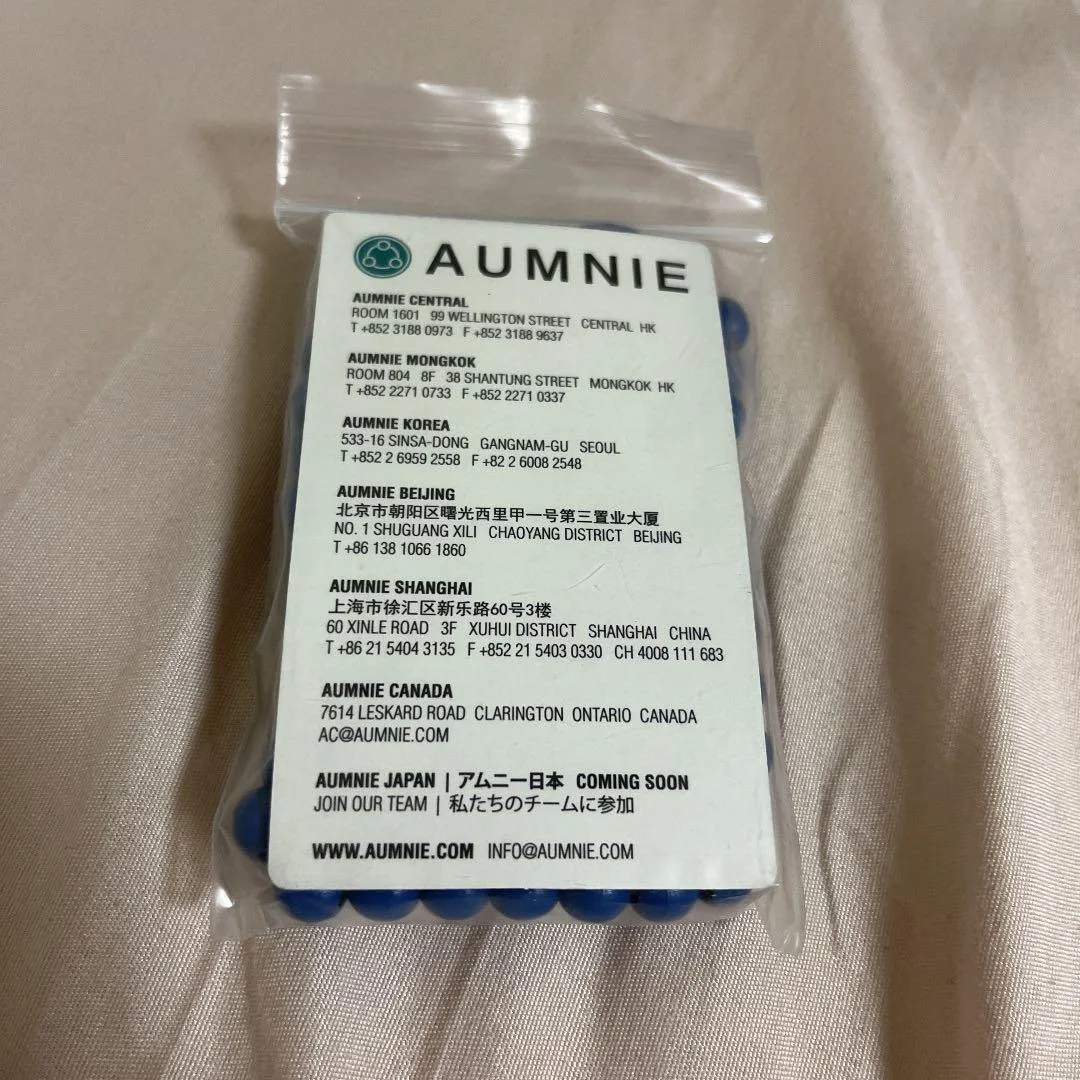 AUMNIE
AUMNIE CENTRAL
ROOM 1601 99 WELLINGTON STREET CENTRAL HK
T +852 3188 0973 F +852 3188 9637
AUMNIE MONGKOK
ROOM 804 8F 38 SHANTUNG STREET MONGKOK HK
T +852 2271 0733 F +852 2271 0337
AUMNIE KOREA
533-16 SINSA-DONG GANGNAM-GU SEOUL
T +852 2 6959 2558 F +82 2 6008 2548
AUMNIE BEIJING
北京市朝阳区曙光西里甲一号第三置业大厦
NO. 1 SHUGUANG XILI CHAOYANG DISTRICT BEIJING
T +86 138 1066 1860
AUMNIE SHANGHAI
上海市徐汇区新乐路60号3楼
60 XINLE ROAD 3F XUHUI DISTRICT SHANGHAI CHINA
T +86 21 5404 3135 F +852 21 5403 0330 CH 4008 111 683
AUMNIE CANADA
7614 LESKARD ROAD CLARINGTON ONTARIO CANADA
AC@AUMNIE.COM
AUMNIE JAPAN | アムニー日本 COMING SOON
JOIN OUR TEAM | 私たちのチームに参加
WWW.AUMNIE.COM INFO@AUMNIE.COM